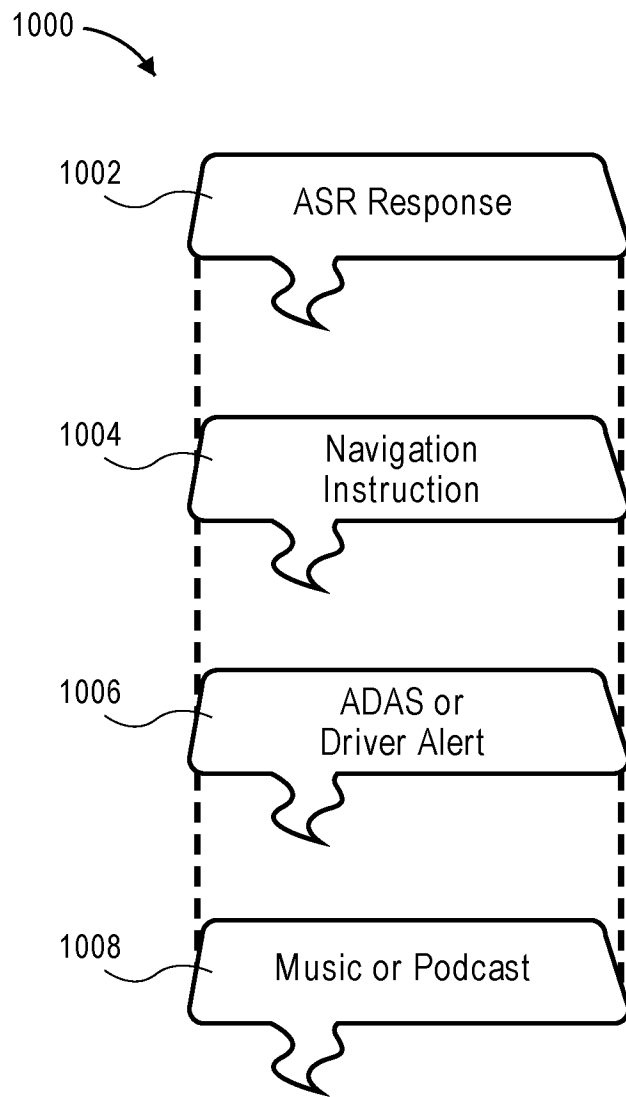 1000
1002
ASR Response
1004
Navigation
Instruction
1006
ADAS or
Driver Alert
1008
Music or Podcast